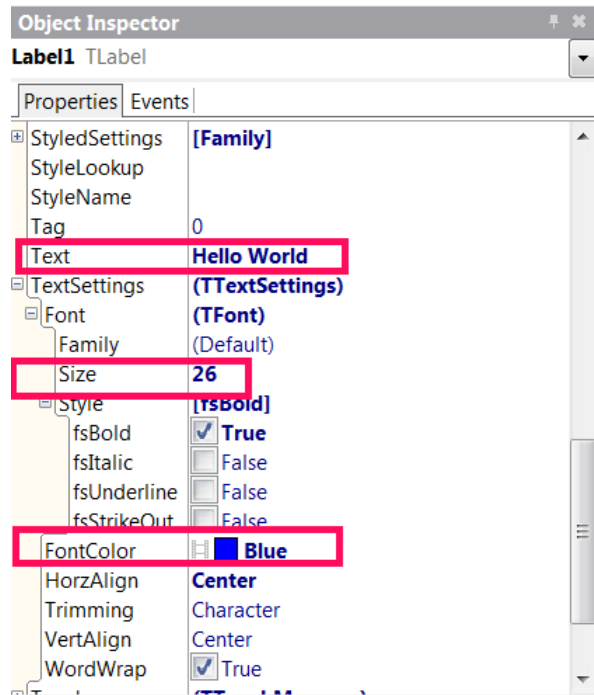 Object Inspector
Label1 TLabel
Properties Events
StyledSettings [Family]
StyleLookup
StyleName
Tag 0
Text Hello World
TextSettings (TTextSettings)
Font (TFont)
Family (Default)
Size 26
Style [fsBold]
fsBold True
fsItalic False
fsUnderline False
fsStrikeOut False
FontColor Blue
HorzAlign Center
Trimming Character
VertAlign Center
WordWrap True